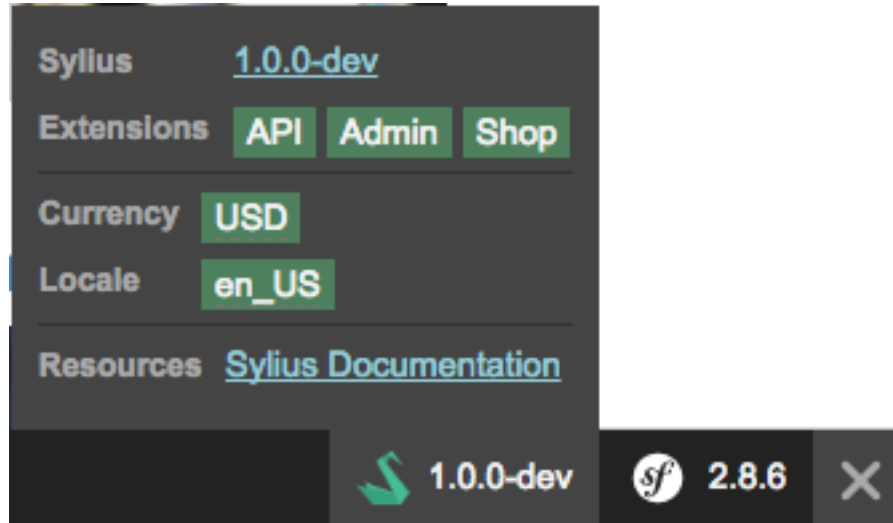 Sylius 1.0.0-dev
Extensions API Admin Shop
Currency USD
Locale en_US
Resources Sylius Documentation
1.0.0-dev sf 2.8.6